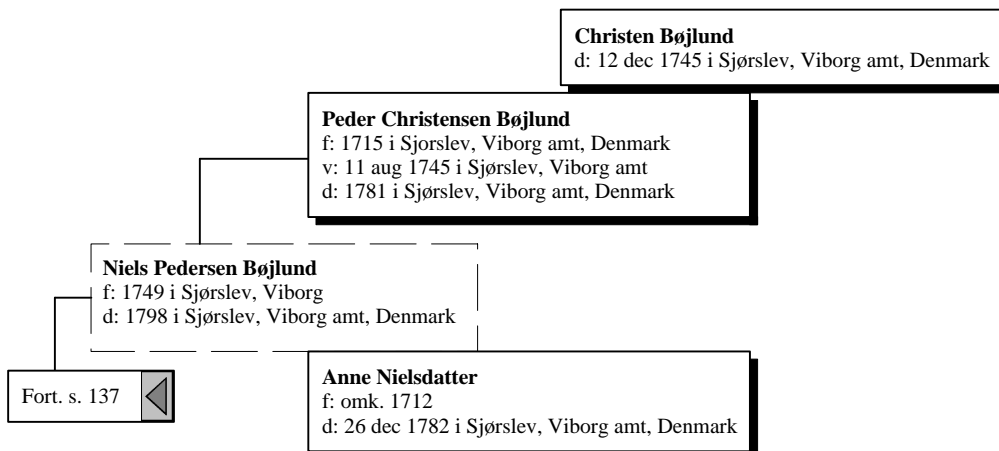 Christen Bøjlund
d: 12 dec 1745 i Sjørslev, Viborg amt, Denmark
Peder Christensen Bøjlund
f: 1715 i Sjorslev, Viborg amt, Denmark
v: 11 aug 1745 i Sjørslev, Viborg amt
d: 1781 i Sjørslev, Viborg amt, Denmark
Niels Pedersen Bøjlund
f: 1749 i Sjørslev, Viborg
d: 1798 i Sjørslev, Viborg amt, Denmark
Fort. s. 137
Anne Nielsdatter
f: omk. 1712
d: 26 dec 1782 i Sjørslev, Viborg amt, Denmark